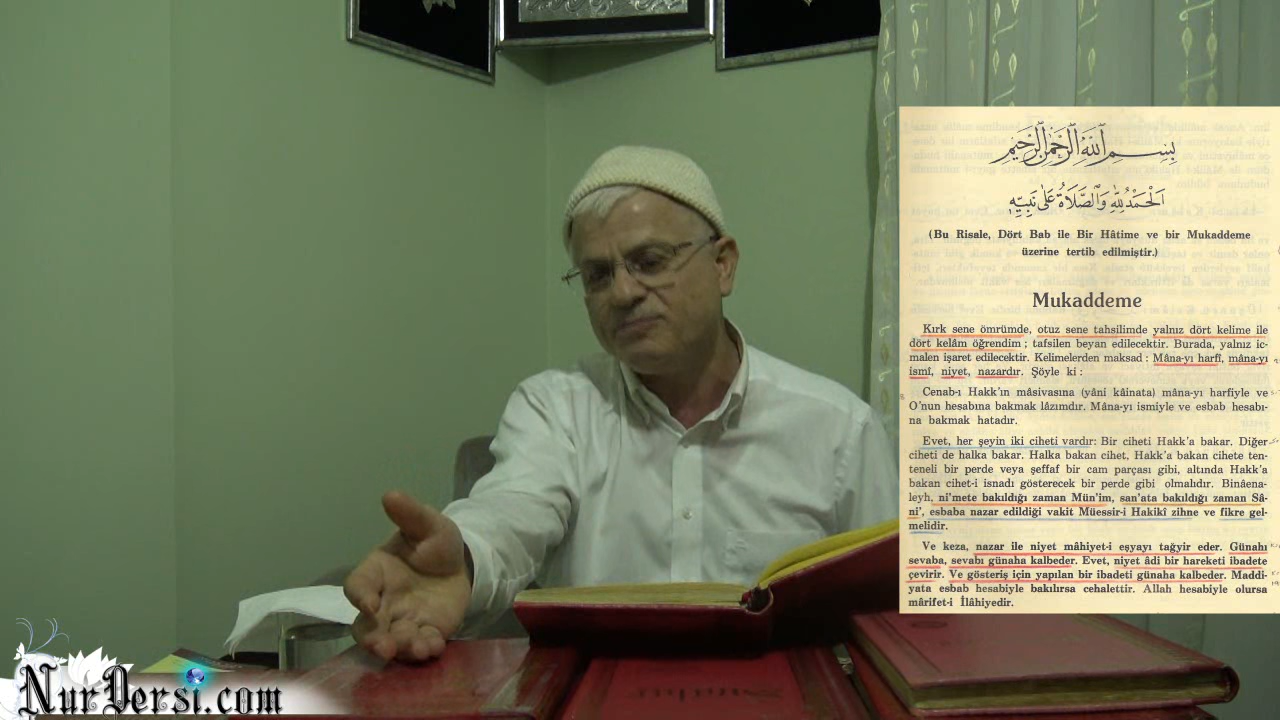 بِسْمِ اللّٰهِ الرَّحْمٰنِ الرَّحِيمِ
اَلْحَمْدُ لِلّٰهِ وَالصَّلَاةُ عَلٰى نَبِيِّهِ
(Bu Risale, Dört Bab ile Bir Hâtime ve bir Mukaddeme
üzerine tertib edilmiştir.)
Mukaddeme
Kırk sene ömrümde, otuz sene tahsilimde yalnız dört kelime ile
dört kelâm öğrendim ; tafsilen beyan edilecektir. Burada, yalnız ic-
malen işaret edilecektir. Kelimelerden maksad : Mâna-yı harfî, mâna-yı
ismî, niyet, nazardır. Şöyle ki :
Cenab-ı Hakk'ın mâsivasına (yâni kâinata) mâna-yı harfiyle ve
O'nun hesabına bakmak lâzımdır. Mâna-yı ismiyle ve esbab hesabı-
na bakmak hatadır.
Evet, her şeyin iki ciheti vardır: Bir ciheti Hakk'a bakar. Diğer
ciheti de halka bakar. Halka bakan cihet, Hakk'a bakan cihete ten-
teneli bir perde veya şeffaf bir cam parçası gibi, altında Hakk'a
bakan cihet-i isnadı gösterecek bir perde gibi olmalıdır. Binâena-
leyh, ni'mete bakıldığı zaman Mün'im, san'ata bakıldığı zaman Sâ-
ni', esbaba nazar edildiği vakit Müessir-i Hakikî zihne ve fikre gel-
melidir.
Ve keza, nazar ile niyet mâhiyet-i eşyayı tağyir eder. Günahı
sevaba, sevabı günaha kalbeder. Evet, niyet âdi bir hareketi ibadete
çevirir. Ve gösteriş için yapılan bir ibadeti günaha kalbeder. Maddi-
yata esbab hesabiyle bakılırsa cehalettir. Allah hesabiyle olursa
mârifet-i İlâhiyedir.
NurDersi.com